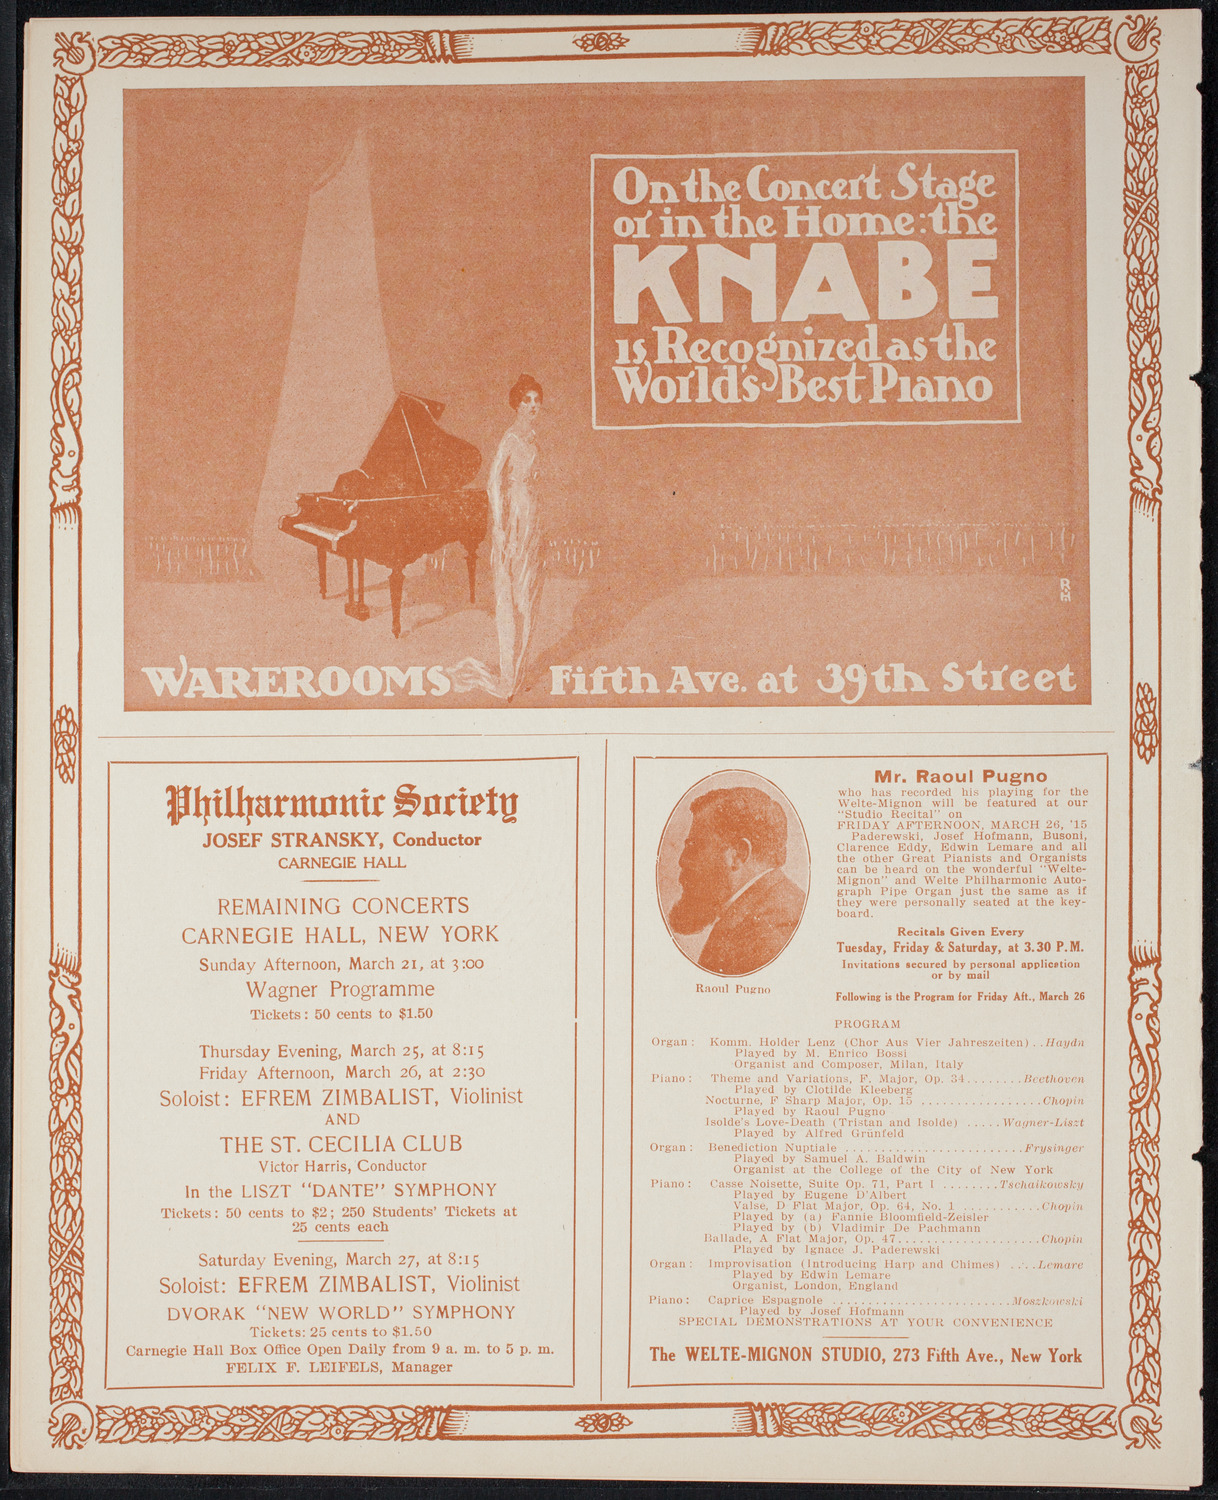 On the Concert Stage
or in the Home: the
KNABE
is Recognized as the
World's Best Piano
WAREROOMS Fifth Ave. at 39th Street
Philharmonic Society
JOSEF STRANSKY, Conductor
CARNEGIE HALL
REMAINING CONCERTS
CARNEGIE HALL, NEW YORK
Sunday Afternoon, March 21, at 3:00
Wagner Programme
Tickets: 50 cents to $1.50
Thursday Evening, March 25, at 8:15
Friday Afternoon, March 26, at 2:30
Soloist: EFREM ZIMBALIST, Violinist
AND
THE ST. CECILIA CLUB
Victor Harris, Conductor
In the LISZT "DANTE" SYMPHONY
Tickets: 50 cents to $2; 250 Students' Tickets at
25 cents each
Saturday Evening, March 27, at 8:15
Soloist: EFREM ZIMBALIST, Violinist
DVORAK "NEW WORLD" SYMPHONY
Tickets: 25 cents to $1.50
Carnegie Hall Box Office Open Daily from 9 a. m. to 5 p. m.
FELIX F. LEIFELS, Manager
Raoul Pugno
Mr. Raoul Pugno
who has recorded his playing for the
Welte-Mignon will be featured at our
"Studio Recital" on
FRIDAY AFTERNOON, MARCH 26, '15
Paderewski, Josef Hofmann, Busoni,
Clarence Eddy, Edwin Lemare and all
the other Great Pianists and Organists
can be heard on the wonderful "Welte-
Mignon" and Welte Philharmonic Auto-
graph Pipe Organ just the same as if
they were personally seated at the key-
board.
Recitals Given Every
Tuesday, Friday & Saturday, at 3.30 P. M.
Invitations secured by personal application
or by mail
Following is the Program for Friday Aft., March 26
PROGRAM
Organ: Komm. Holder Lenz (Chor Aus Vier Jahreszeiten) . . Haydn
Played by M. Enrico Bossi
Organist and Composer, Milan, Italy
Piano: Theme and Variations, F. Major, Op. 34........Beethoven
Played by Clotilde Kleeberg
Nocturne, F Sharp Major, Op. 15 .................Chopin
Played by Raoul Pugno
Isolde's Love-Death (Tristan and Isolde) .....Wagner-Liszt
Played by Alfred Grünfeld
Organ: Benediction Nuptiale .........................Frysinger
Played by Samuel A. Baldwin
Organist at the College of the City of New York
Piano: Casse Noisette, Suite Op. 71, Part 1 ........Tschaikowsky
Played by Eugene D'Albert
Valse, D Flat Major, Op. 64, No. 1 ...........Chopin
Played by (a) Fannie Bloomfield-Zeisler
Played by (b) Vladimir De Pachmann
Ballade, A Flat Major, Op. 47....................Chopin
Played by Ignace J. Paderewski
Organ: Improvisation (Introducing Harp and Chimes) ....Lemare
Played by Edwin Lemare
Organist, London, England
Piano: Caprice Espagnole .........................Moszkowski
Played by Josef Hofmann
SPECIAL DEMONSTRATIONS AT YOUR CONVENIENCE
The WELTE-MIGNON STUDIO, 273 Fifth Ave., New York